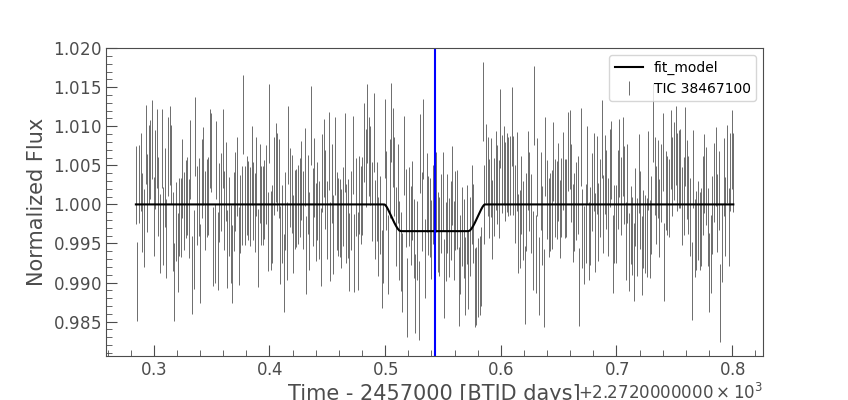 1.020
1.015
1.010
1.005
1.000
0.995
0.990
0.985
Normalized Flux
fit_model
TIC 38467100
0.3 0.4 0.5 0.6 0.7 0.8
Time - 2457000 [BTJD days]
+2.2720000000 × 10³